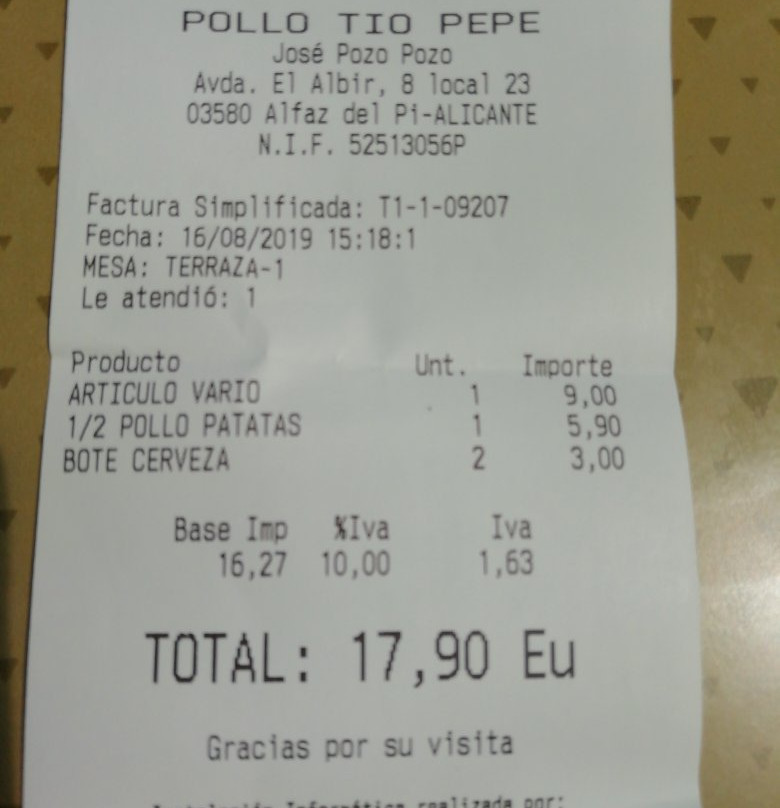 POLLO TIO PEPE
José Pozo Pozo
Avda. El Albir, 8 local 23
03580 Alfaz del Pi-ALICANTE
N.I.F. 52513056P
Factura Simplificada: T1-1-09207
Fecha: 16/08/2019 15:18:1
MESA: TERRAZA-1
Le atendió: 1
Producto Unt. Importe
ARTICULO VARIO 1 9,00
1/2 POLLO PATATAS 1 5,90
BOTE CERVEZA 2 3,00
Base Imp %Iva Iva
16,27 10,00 1,63
TOTAL: 17,90 Eu
Gracias por su visita
Informática realizada por: